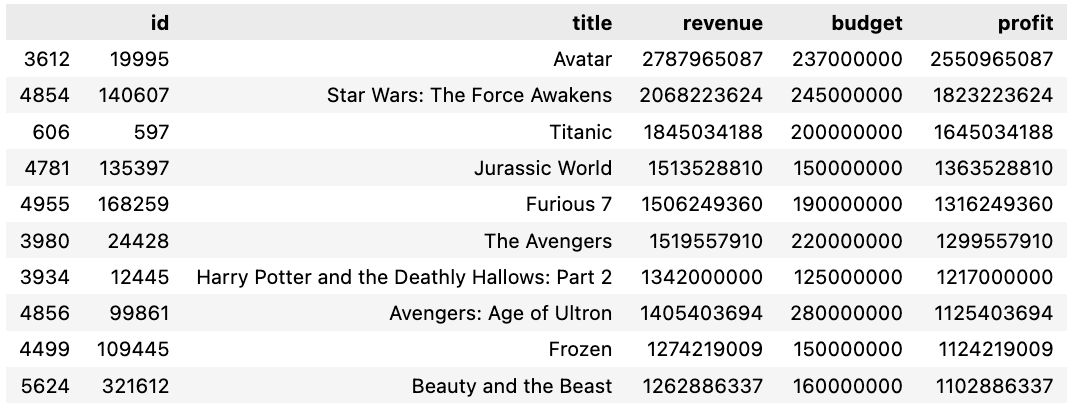 id title revenue budget profit
3612 19995 Avatar 2787965087 237000000 2550965087
4854 140607 Star Wars: The Force Awakens 2068223624 245000000 1823223624
606 597 Titanic 1845034188 200000000 1645034188
4781 135397 Jurassic World 1513528810 150000000 1363528810
4955 168259 Furious 7 1506249360 190000000 1316249360
3980 24428 The Avengers 1519557910 220000000 1299557910
3934 12445 Harry Potter and the Deathly Hallows: Part 2 1342000000 125000000 1217000000
4856 99861 Avengers: Age of Ultron 1405403694 280000000 1125403694
4499 109445 Frozen 1274219009 150000000 1124219009
5624 321612 Beauty and the Beast 1262886337 160000000 1102886337